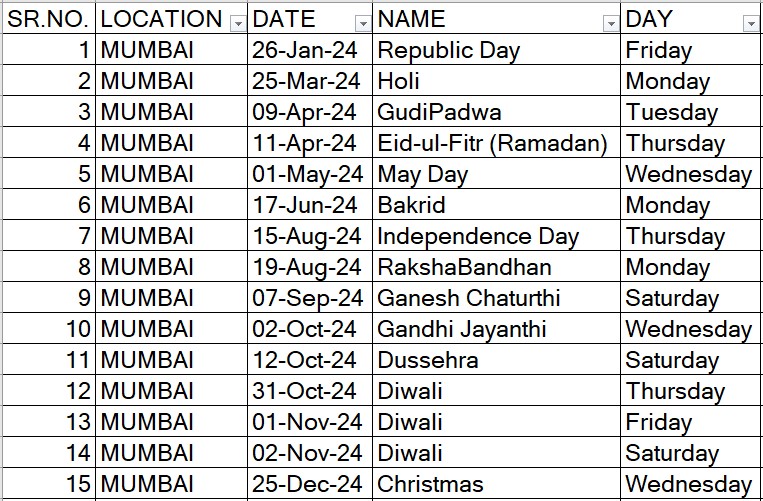 SR.NO. LOCATION DATE NAME DAY
1 MUMBAI 26-Jan-24 Republic Day Friday
2 MUMBAI 25-Mar-24 Holi Monday
3 MUMBAI 09-Apr-24 GudiPadwa Tuesday
4 MUMBAI 11-Apr-24 Eid-ul-Fitr (Ramadan) Thursday
5 MUMBAI 01-May-24 May Day Wednesday
6 MUMBAI 17-Jun-24 Bakrid Monday
7 MUMBAI 15-Aug-24 Independence Day Thursday
8 MUMBAI 19-Aug-24 RakshaBandhan Monday
9 MUMBAI 07-Sep-24 Ganesh Chaturthi Saturday
10 MUMBAI 02-Oct-24 Gandhi Jayanthi Wednesday
11 MUMBAI 12-Oct-24 Dussehra Saturday
12 MUMBAI 31-Oct-24 Diwali Thursday
13 MUMBAI 01-Nov-24 Diwali Friday
14 MUMBAI 02-Nov-24 Diwali Saturday
15 MUMBAI 25-Dec-24 Christmas Wednesday